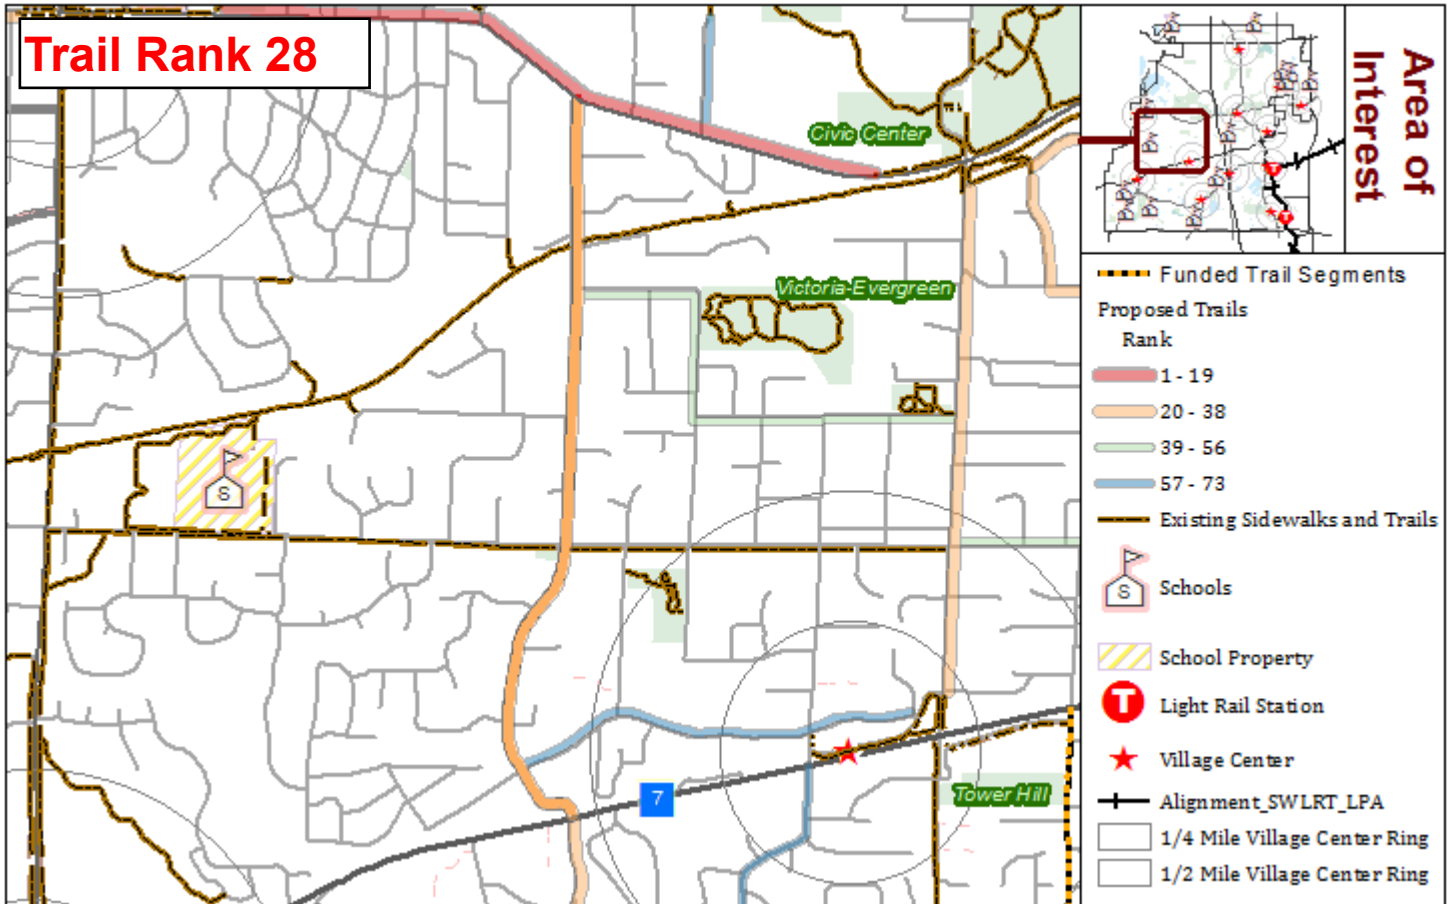 Trail Rank 28
Civic Center
Victoria-Evergreen
S
7
Tower Hill
Area of
Interest
T
T
Funded Trail Segments
Proposed Trails
Rank
1 - 19
20 - 38
39 - 56
57 - 73
Existing Sidewalks and Trails
S
Schools
School Property
T
Light Rail Station
Village Center
Alignment_SWLRT_LPA
1/4 Mile Village Center Ring
1/2 Mile Village Center Ring